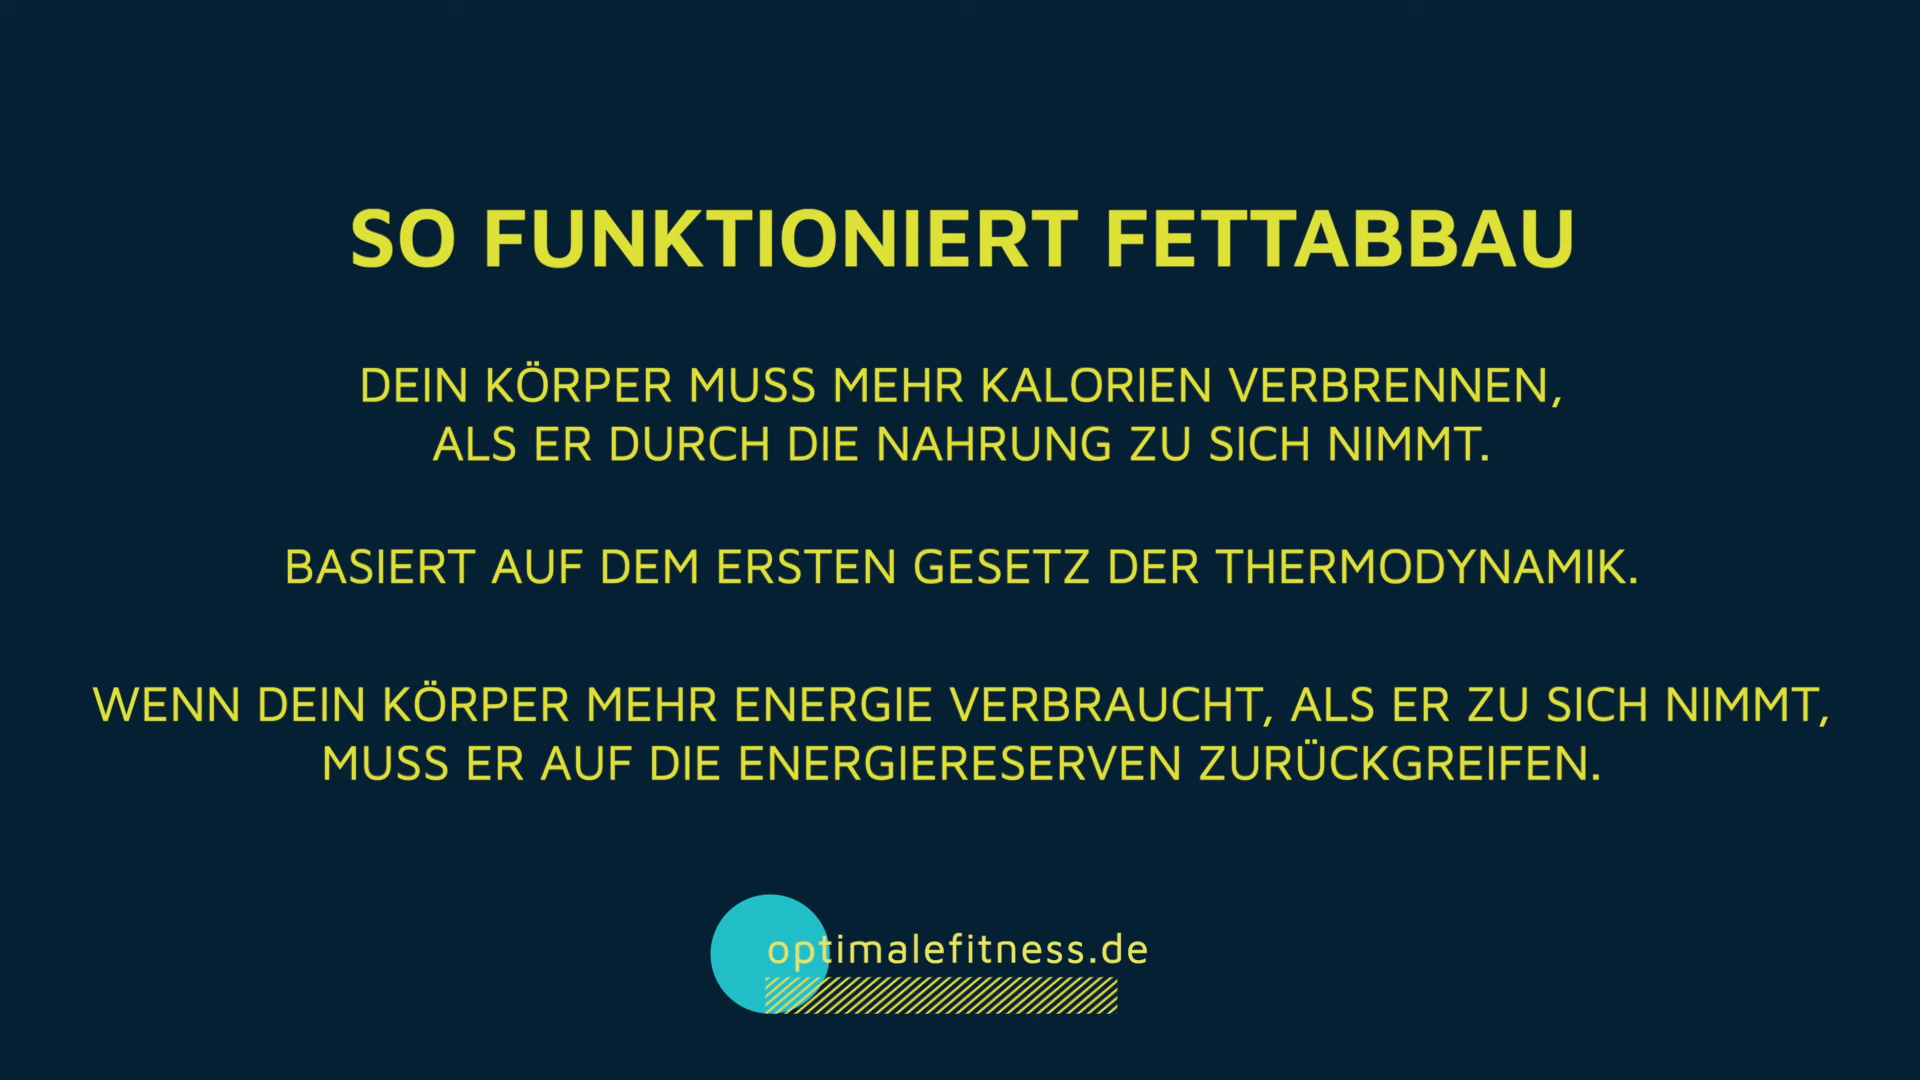 SO FUNKTIONIERT FETTABBAU
DEIN KÖRPER MUSS MEHR KALORIEN VERBRENNEN,
ALS ER DURCH DIE NAHRUNG ZU SICH NIMMT.
BASIERT AUF DEM ERSTEN GESETZ DER THERMODYNAMIK.
WENN DEIN KÖRPER MEHR ENERGIE VERBRAUCHT, ALS ER ZU SICH NIMMT,
MUSS ER AUF DIE ENERGIERESERVEN ZURÜCKGREIFEN.
optimalefitness.de